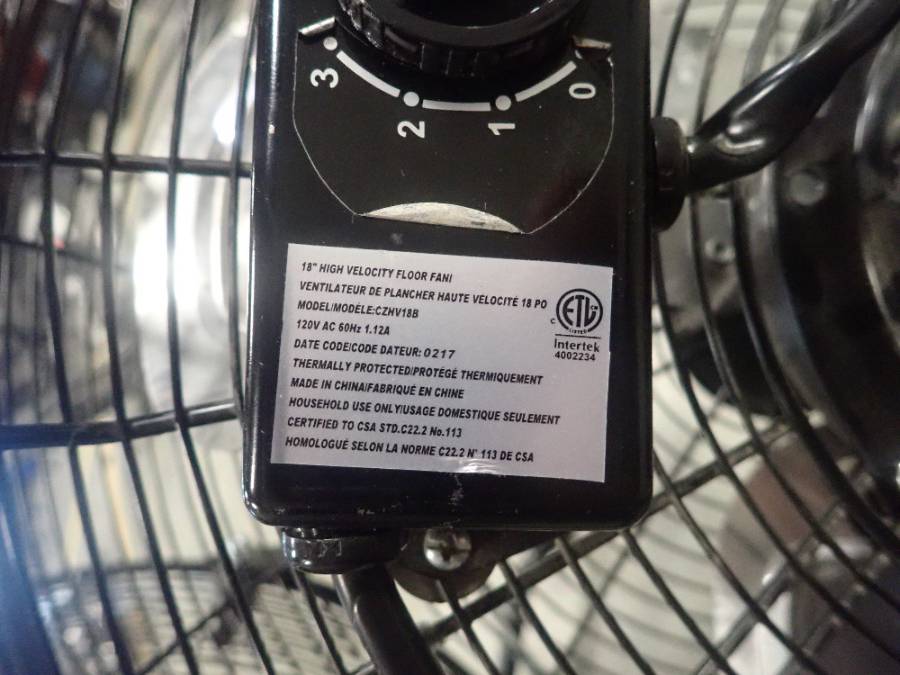 3
2
1
0
18" HIGH VELOCITY FLOOR FANI
VENTILATEUR DE PLANCHER HAUTE VELOCITÉ 18 PO
MODEL/MODÈLE:CZHV18B
120V AC 60Hz 1.12A
DATE CODE/CODE DATEUR:0217
THERMALLY PROTECTED/PROTÉGÉ THERMIQUEMENT
MADE IN CHINA/FABRIQUÉ EN CHINE
HOUSEHOLD USE ONLY/USAGE DOMESTIQUE SEULEMENT
CERTIFIED TO CSA STD.C22.2 No.113
HOMOLOGUÉ SELON LA NORME C22.2 N° 113 DE CSA
C ETL
LISTED
Intertek
4002234